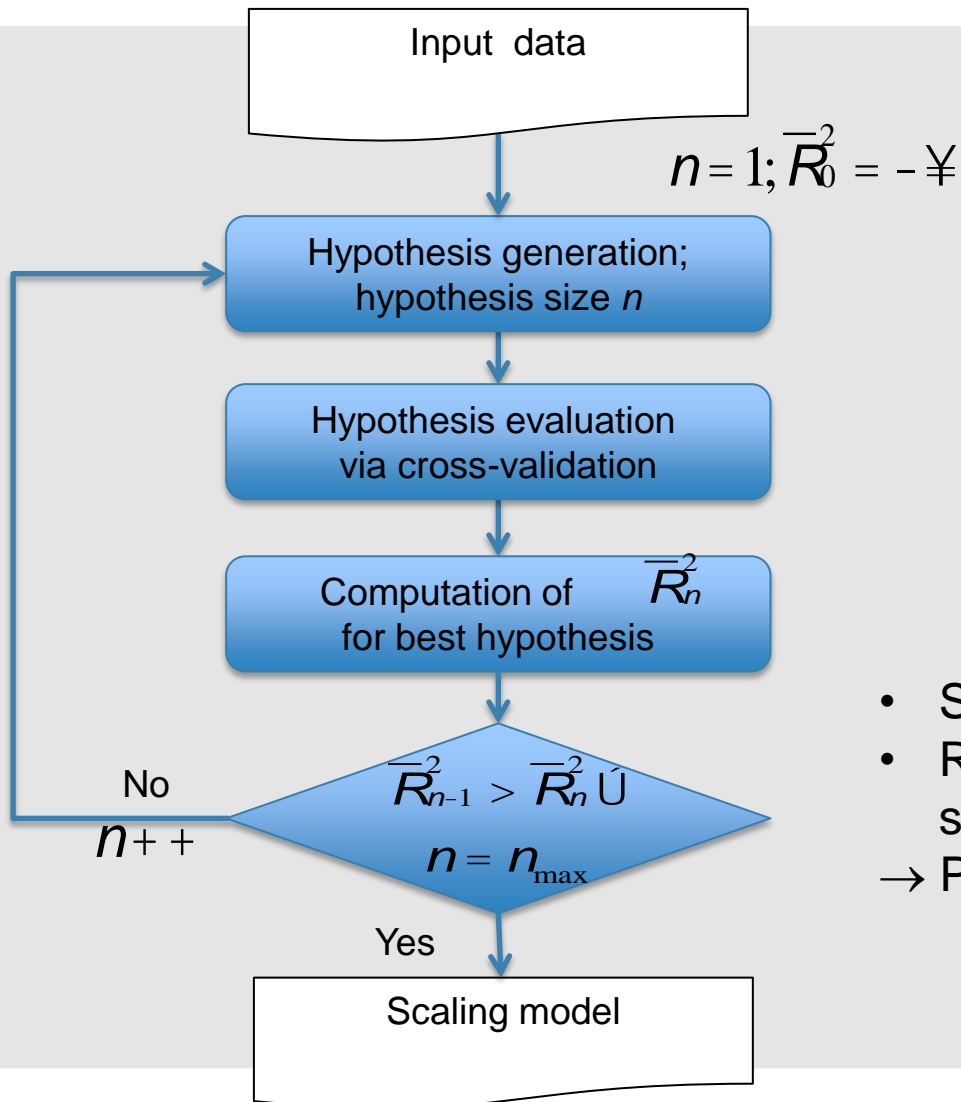 Input data
n = 1; R̅₀² = -¥
Hypothesis generation;
hypothesis size n
Hypothesis evaluation
via cross-validation
Computation of R̅ₙ²
for best hypothesis
R̅ₙ₋₁² > R̅ₙ² Ú
n = nₘₐₓ
No
n++
Yes
Scaling model
• S
• R
s
→ P